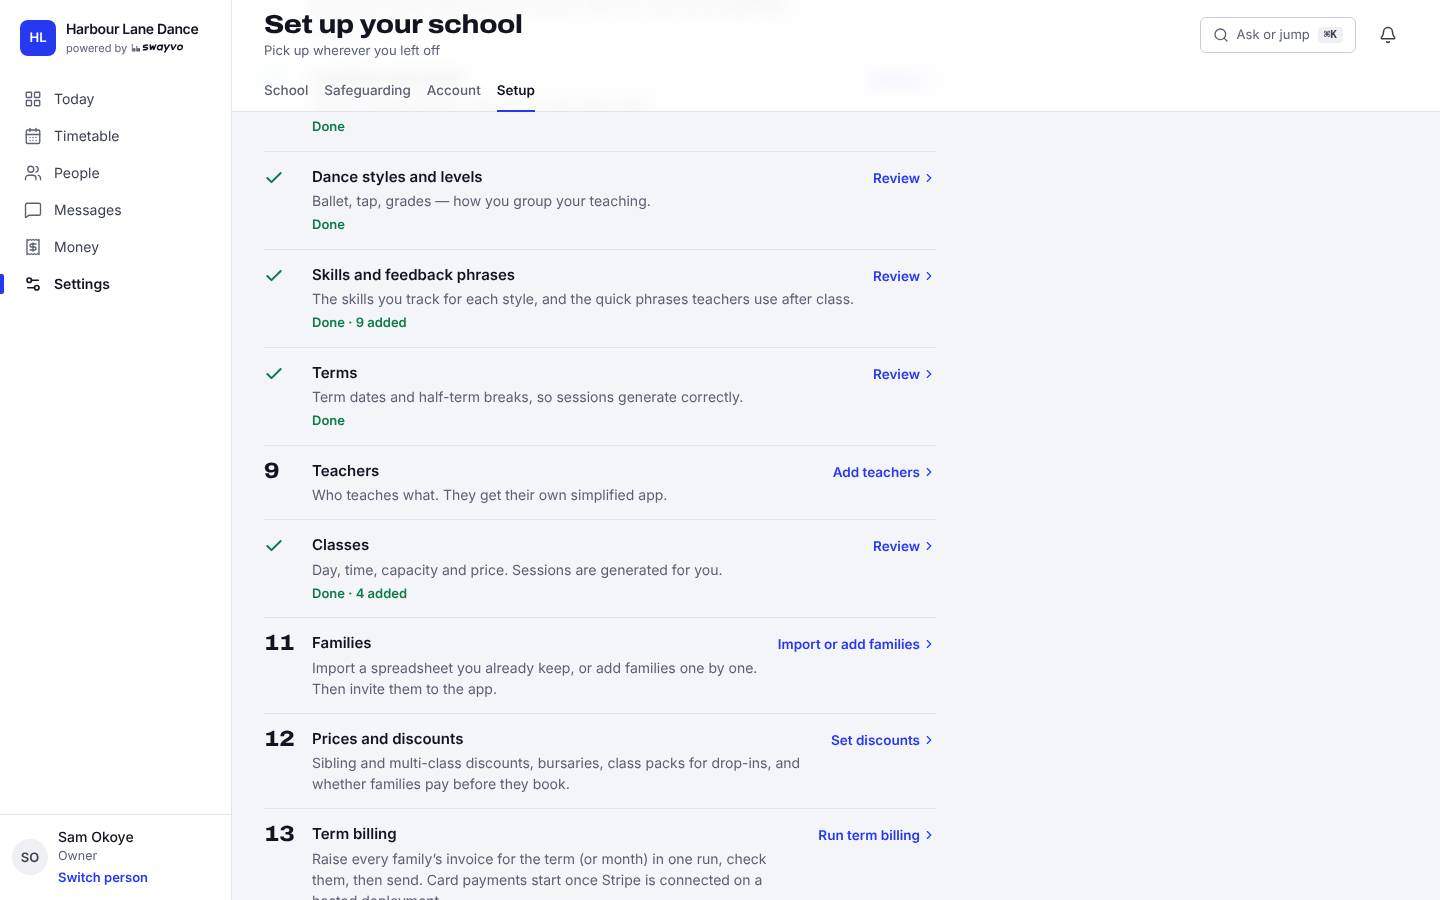 HL
Harbour Lane Dance
powered by swayvo
Today
Timetable
People
Messages
Money
Settings
SO
Sam Okoye
Owner
Switch person
Set up your school
Pick up wherever you left off
Ask or jump ⌘K
School Safeguarding Account Setup
Done
Dance styles and levels
Review
Ballet, tap, grades — how you group your teaching.
Done
Skills and feedback phrases
Review
The skills you track for each style, and the quick phrases teachers use after class.
Done · 9 added
Terms
Review
Term dates and half-term breaks, so sessions generate correctly.
Done
9 Teachers
Add teachers
Who teaches what. They get their own simplified app.
Classes
Review
Day, time, capacity and price. Sessions are generated for you.
Done · 4 added
11 Families
Import or add families
Import a spreadsheet you already keep, or add families one by one.
Then invite them to the app.
12 Prices and discounts
Set discounts
Sibling and multi-class discounts, bursaries, class packs for drop-ins, and
whether families pay before they book.
13 Term billing
Run term billing
Raise every family’s invoice for the term (or month) in one run, check
them, then send. Card payments start once Stripe is connected on a
hosted deployment.